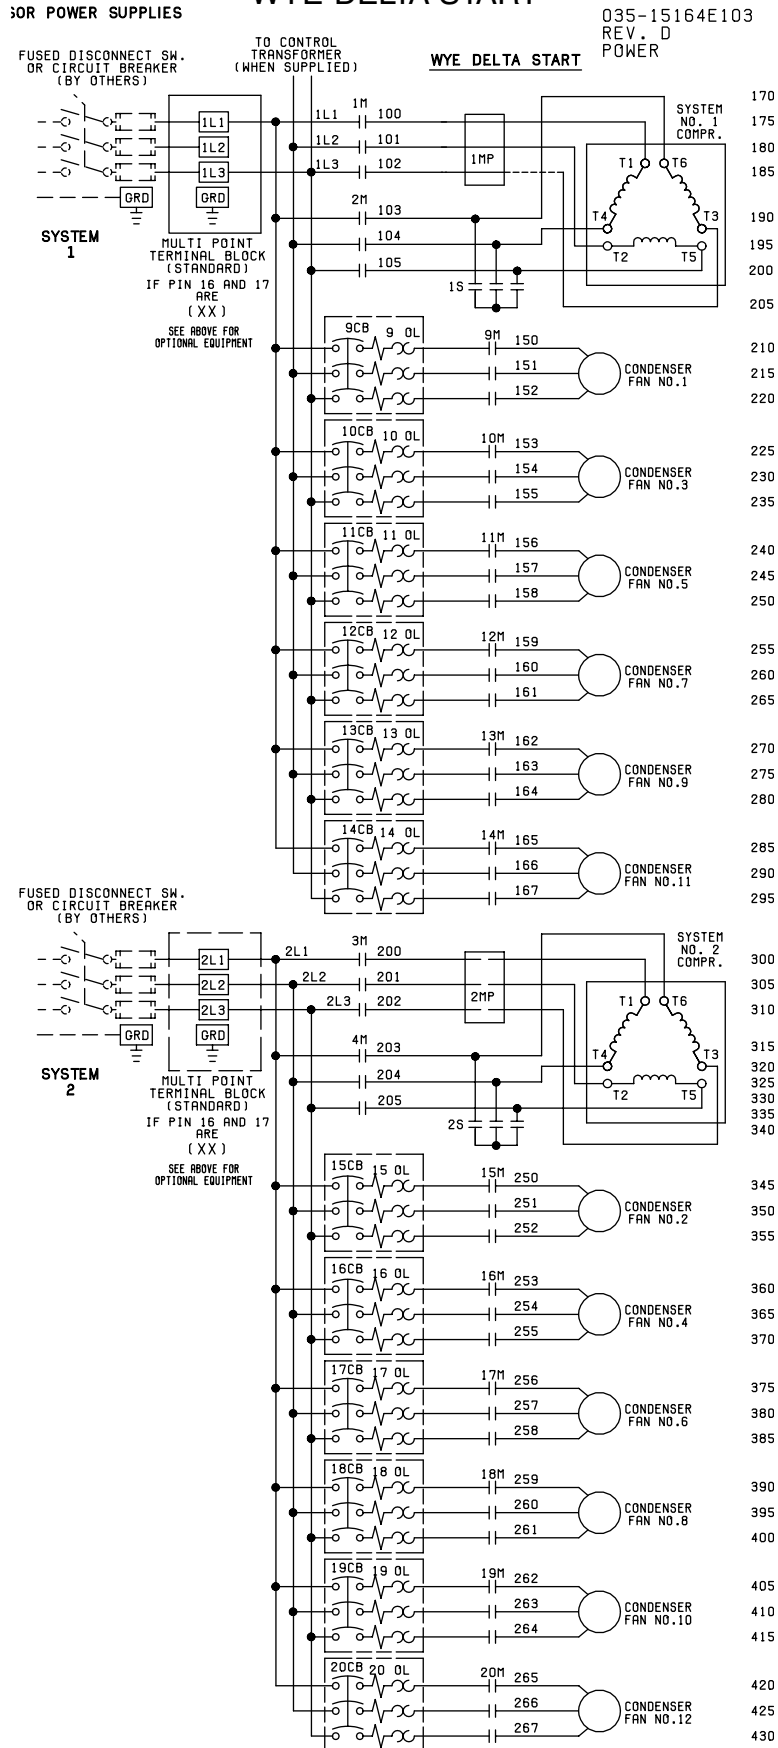 WYE DELTA START
SOR POWER SUPPLIES
035-15164E103
REV. D
POWER
TO CONTROL
TRANSFORMER
(WHEN SUPPLIED)
WYE DELTA START
FUSED DISCONNECT SW.
OR CIRCUIT BREAKER
(BY OTHERS)
SYSTEM
NO. 1
COMPR.
170
1L1 1L1 1M 100 175
1L2 1L2 101 1MP T1 T6 180
1L3 1L3 102 185
GRD GRD
2M 103 T4 T3 190
SYSTEM
1
104 195
T2 T5
105 200
1S
205
MULTI POINT
TERMINAL BLOCK
(STANDARD)
IF PIN 16 AND 17
ARE
(XX)
SEE ABOVE FOR
OPTIONAL EQUIPMENT
9CB 9 OL 9M 150 210
151 CONDENSER 215
FAN NO.1
152 220
10CB 10 OL 10M 153 225
154 CONDENSER 230
FAN NO.3
155 235
11CB 11 OL 11M 156 240
157 CONDENSER 245
FAN NO.5
158 250
12CB 12 OL 12M 159 255
160 CONDENSER 260
FAN NO.7
161 265
13CB 13 OL 13M 162 270
163 CONDENSER 275
FAN NO.9
164 280
14CB 14 OL 14M 165 285
166 CONDENSER 290
FAN NO.11
167 295
FUSED DISCONNECT SW.
OR CIRCUIT BREAKER
(BY OTHERS)
SYSTEM
NO. 2
COMPR.
2L1 2L1 3M 200 300
2L2 2L2 201 305
2L3 2L3 202 2MP T1 T6 310
GRD GRD
4M 203 315
T4 T3
320
SYSTEM
2
204 325
T2 T5
330
205 335
2S 340
MULTI POINT
TERMINAL BLOCK
(STANDARD)
IF PIN 16 AND 17
ARE
(XX)
SEE ABOVE FOR
OPTIONAL EQUIPMENT
15CB 15 OL 15M 250 345
251 CONDENSER 350
FAN NO.2
252 355
16CB 16 OL 16M 253 360
254 CONDENSER 365
FAN NO.4
255 370
17CB 17 OL 17M 256 375
257 CONDENSER 380
FAN NO.6
258 385
18CB 18 OL 18M 259 390
260 CONDENSER 395
FAN NO.8
261 400
19CB 19 OL 19M 262 405
263 CONDENSER 410
FAN NO.10
264 415
20CB 20 OL 20M 265 420
266 CONDENSER 425
FAN NO.12
267 430